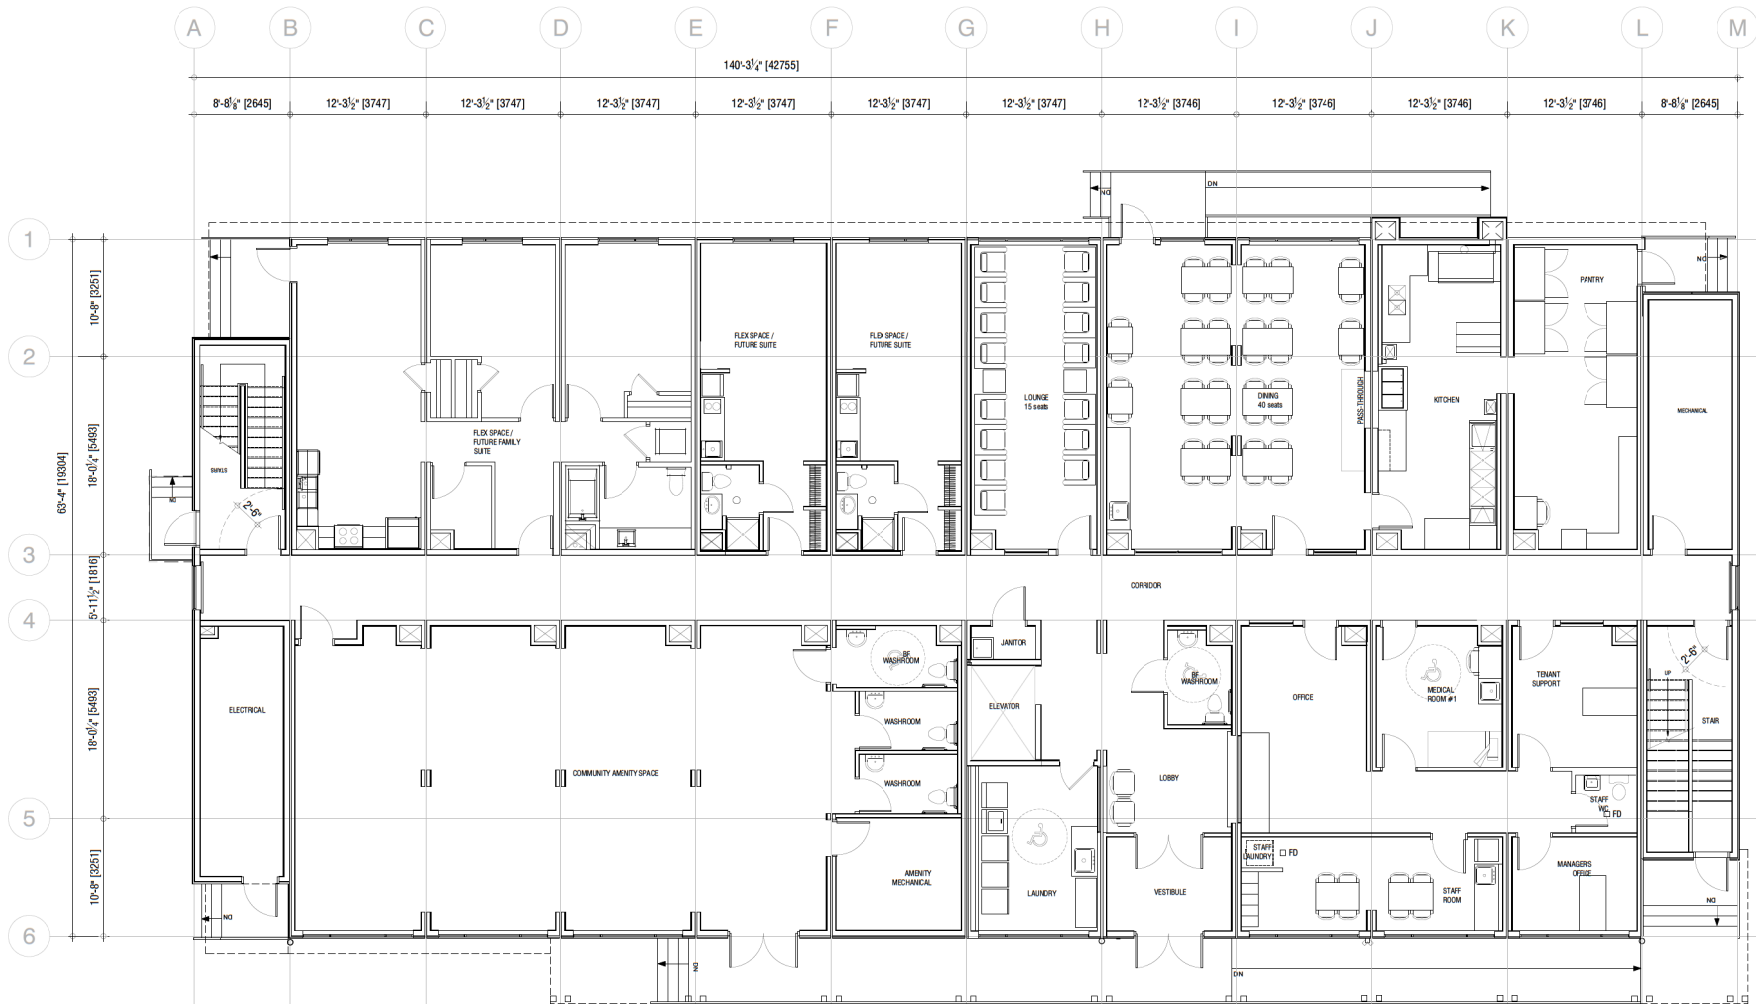 A B C D E F G H I J K L M
140'-3¼" [42755]
8'-8⅛" [2645] 12'-3½" [3747] 12'-3½" [3747] 12'-3½" [3747] 12'-3½" [3747] 12'-3½" [3747] 12'-3½" [3747] 12'-3½" [3746] 12'-3½" [3746] 12'-3½" [3746] 12'-3½" [3746] 8'-8⅛" [2645]
DN
DN
1
10'-8" [3251]
DN
PANTRY
2
FLEX SPACE /
FUTURE SUITE
FLEX SPACE /
FUTURE SUITE
LOUNGE
15 seats
DINING
40 seats
PASS-THROUGH
KITCHEN
MECHANICAL
FLEX SPACE /
FUTURE FAMILY
SUITE
63'-4" [19304]
18'-0¼" [5493]
STAIRS
DN
2'-6"
3
5'-11½" [1816]
CORRIDOR
4
JANITOR
BF
WASHROOM
BF
WASHROOM
2'-6"
UP
TENANT
SUPPORT
MEDICAL
ROOM #1
OFFICE
ELEVATOR
ELECTRICAL
18'-0¼" [5493]
WASHROOM
STAIR
COMMUNITY AMENITY SPACE
WASHROOM
LOBBY
STAFF
WC
FD
5
STAFF
LAUNDRY
FD
MANAGERS
OFFICE
AMENITY
MECHANICAL
LAUNDRY
VESTIBULE
STAFF
ROOM
10'-8" [3251]
DN
DN
6
DN
DN